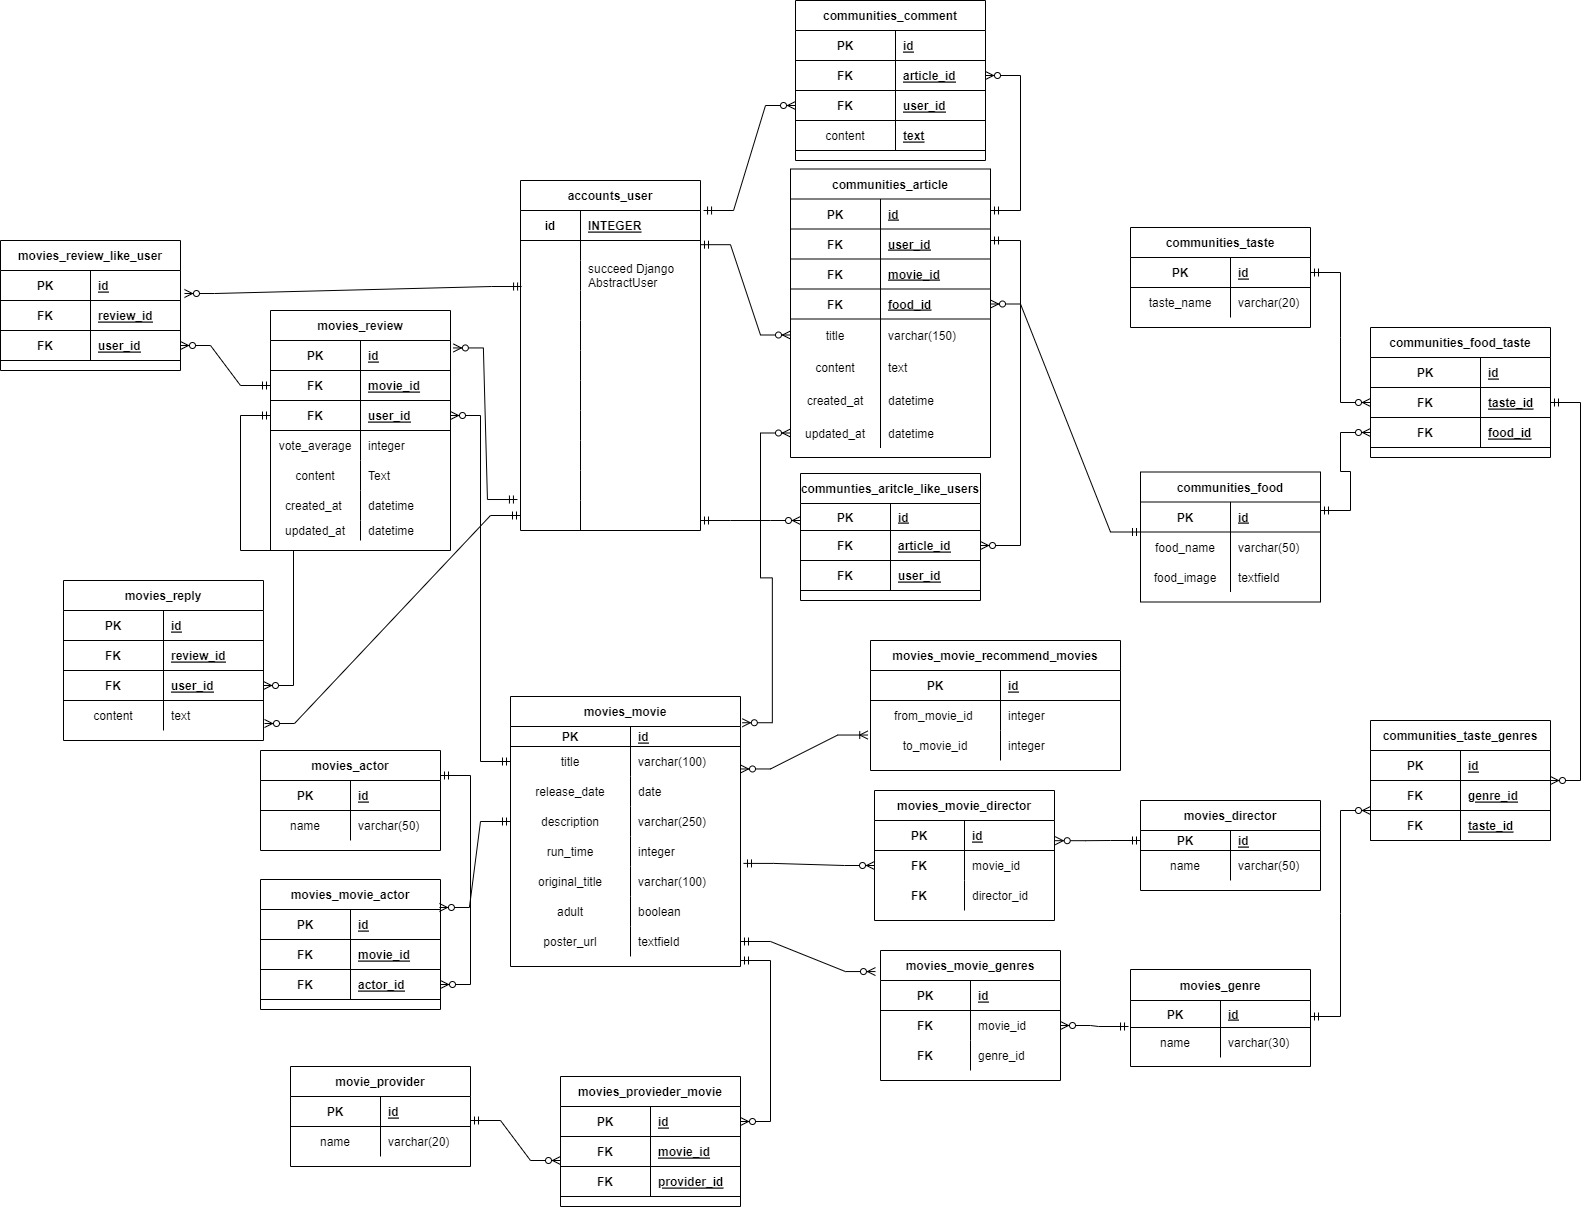 communities_comment
PK id
FK article_id
FK user_id
content text
communities_article
PK id
FK user_id
FK movie_id
FK food_id
title varchar(150)
content text
created_at datetime
updated_at datetime
accounts_user
id INTEGER
succeed Django
AbstractUser
communities_taste
PK id
taste_name varchar(20)
movies_review_like_user
PK id
FK review_id
FK user_id
movies_review
PK id
FK movie_id
FK user_id
vote_average integer
content Text
created_at datetime
updated_at datetime
communities_food_taste
PK id
FK taste_id
FK food_id
communties_aritcle_like_users
PK id
FK article_id
FK user_id
communities_food
PK id
food_name varchar(50)
food_image textfield
movies_reply
PK id
FK review_id
FK user_id
content text
movies_movie_recommend_movies
PK id
from_movie_id integer
to_movie_id integer
movies_movie
PK id
title varchar(100)
release_date date
description varchar(250)
run_time integer
original_title varchar(100)
adult boolean
poster_url textfield
communities_taste_genres
PK id
FK genre_id
FK taste_id
movies_actor
PK id
name varchar(50)
movies_movie_director
PK id
FK movie_id
FK director_id
movies_director
PK id
name varchar(50)
movies_movie_actor
PK id
FK movie_id
FK actor_id
movies_movie_genres
PK id
FK movie_id
FK genre_id
movies_genre
PK id
name varchar(30)
movie_provider
PK id
name varchar(20)
movies_provieder_movie
PK id
FK movie_id
FK provider_id